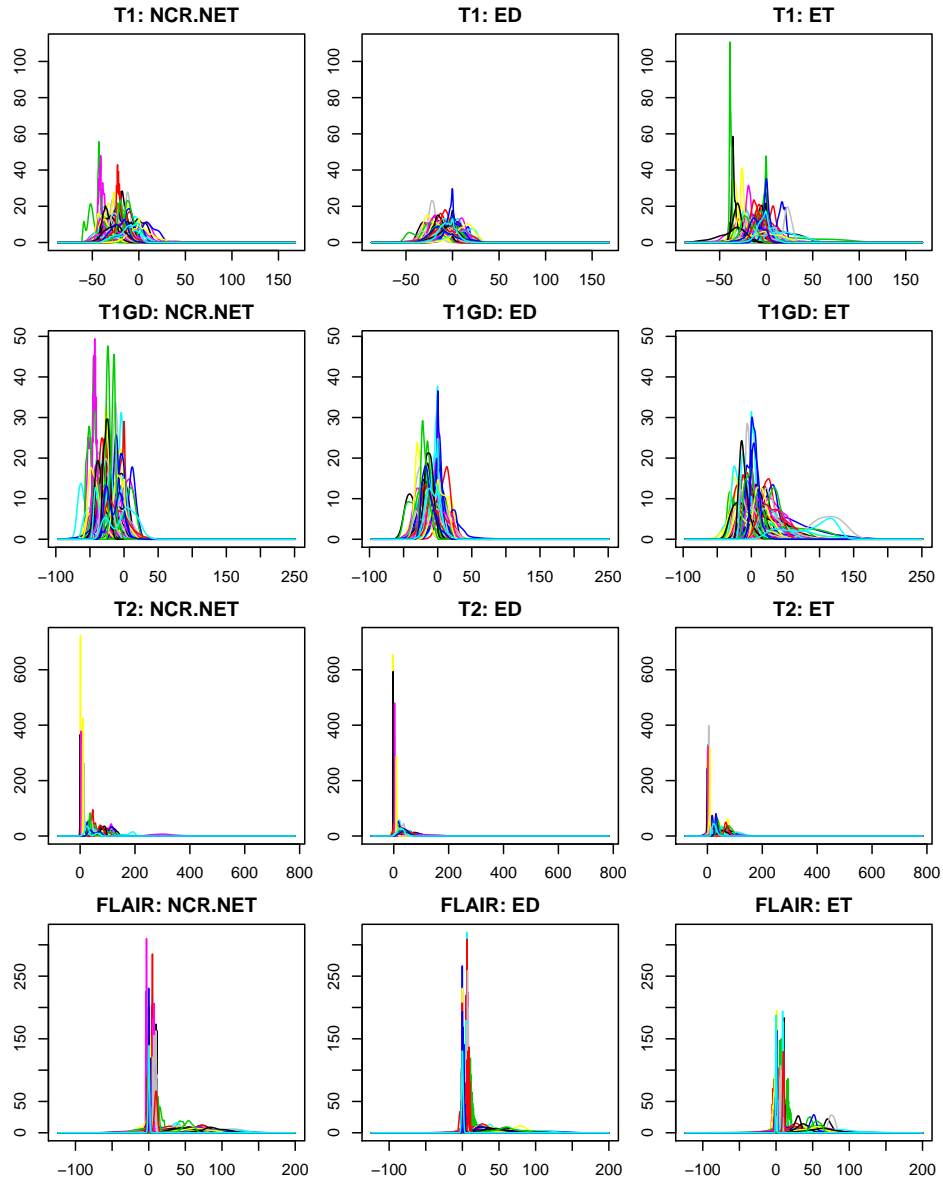 T1: NCR.NET
T1: ED
T1: ET
0 20 40 60 80 100
−50 0 50 100 150
0 20 40 60 80 100
−50 0 50 100 150
0 20 40 60 80 100
−50 0 50 100 150
T1GD: NCR.NET
T1GD: ED
T1GD: ET
0 10 20 30 40 50
−100 0 50 150 250
0 10 20 30 40 50
−100 0 50 150 250
0 10 20 30 40 50
−100 0 50 150 250
T2: NCR.NET
T2: ED
T2: ET
0 200 400 600
0 200 400 600 800
0 200 400 600
0 200 400 600 800
0 200 400 600
0 200 400 600 800
FLAIR: NCR.NET
FLAIR: ED
FLAIR: ET
0 50 150 250
−100 0 50 100 200
0 50 150 250
−100 0 50 100 200
0 50 150 250
−100 0 50 100 200